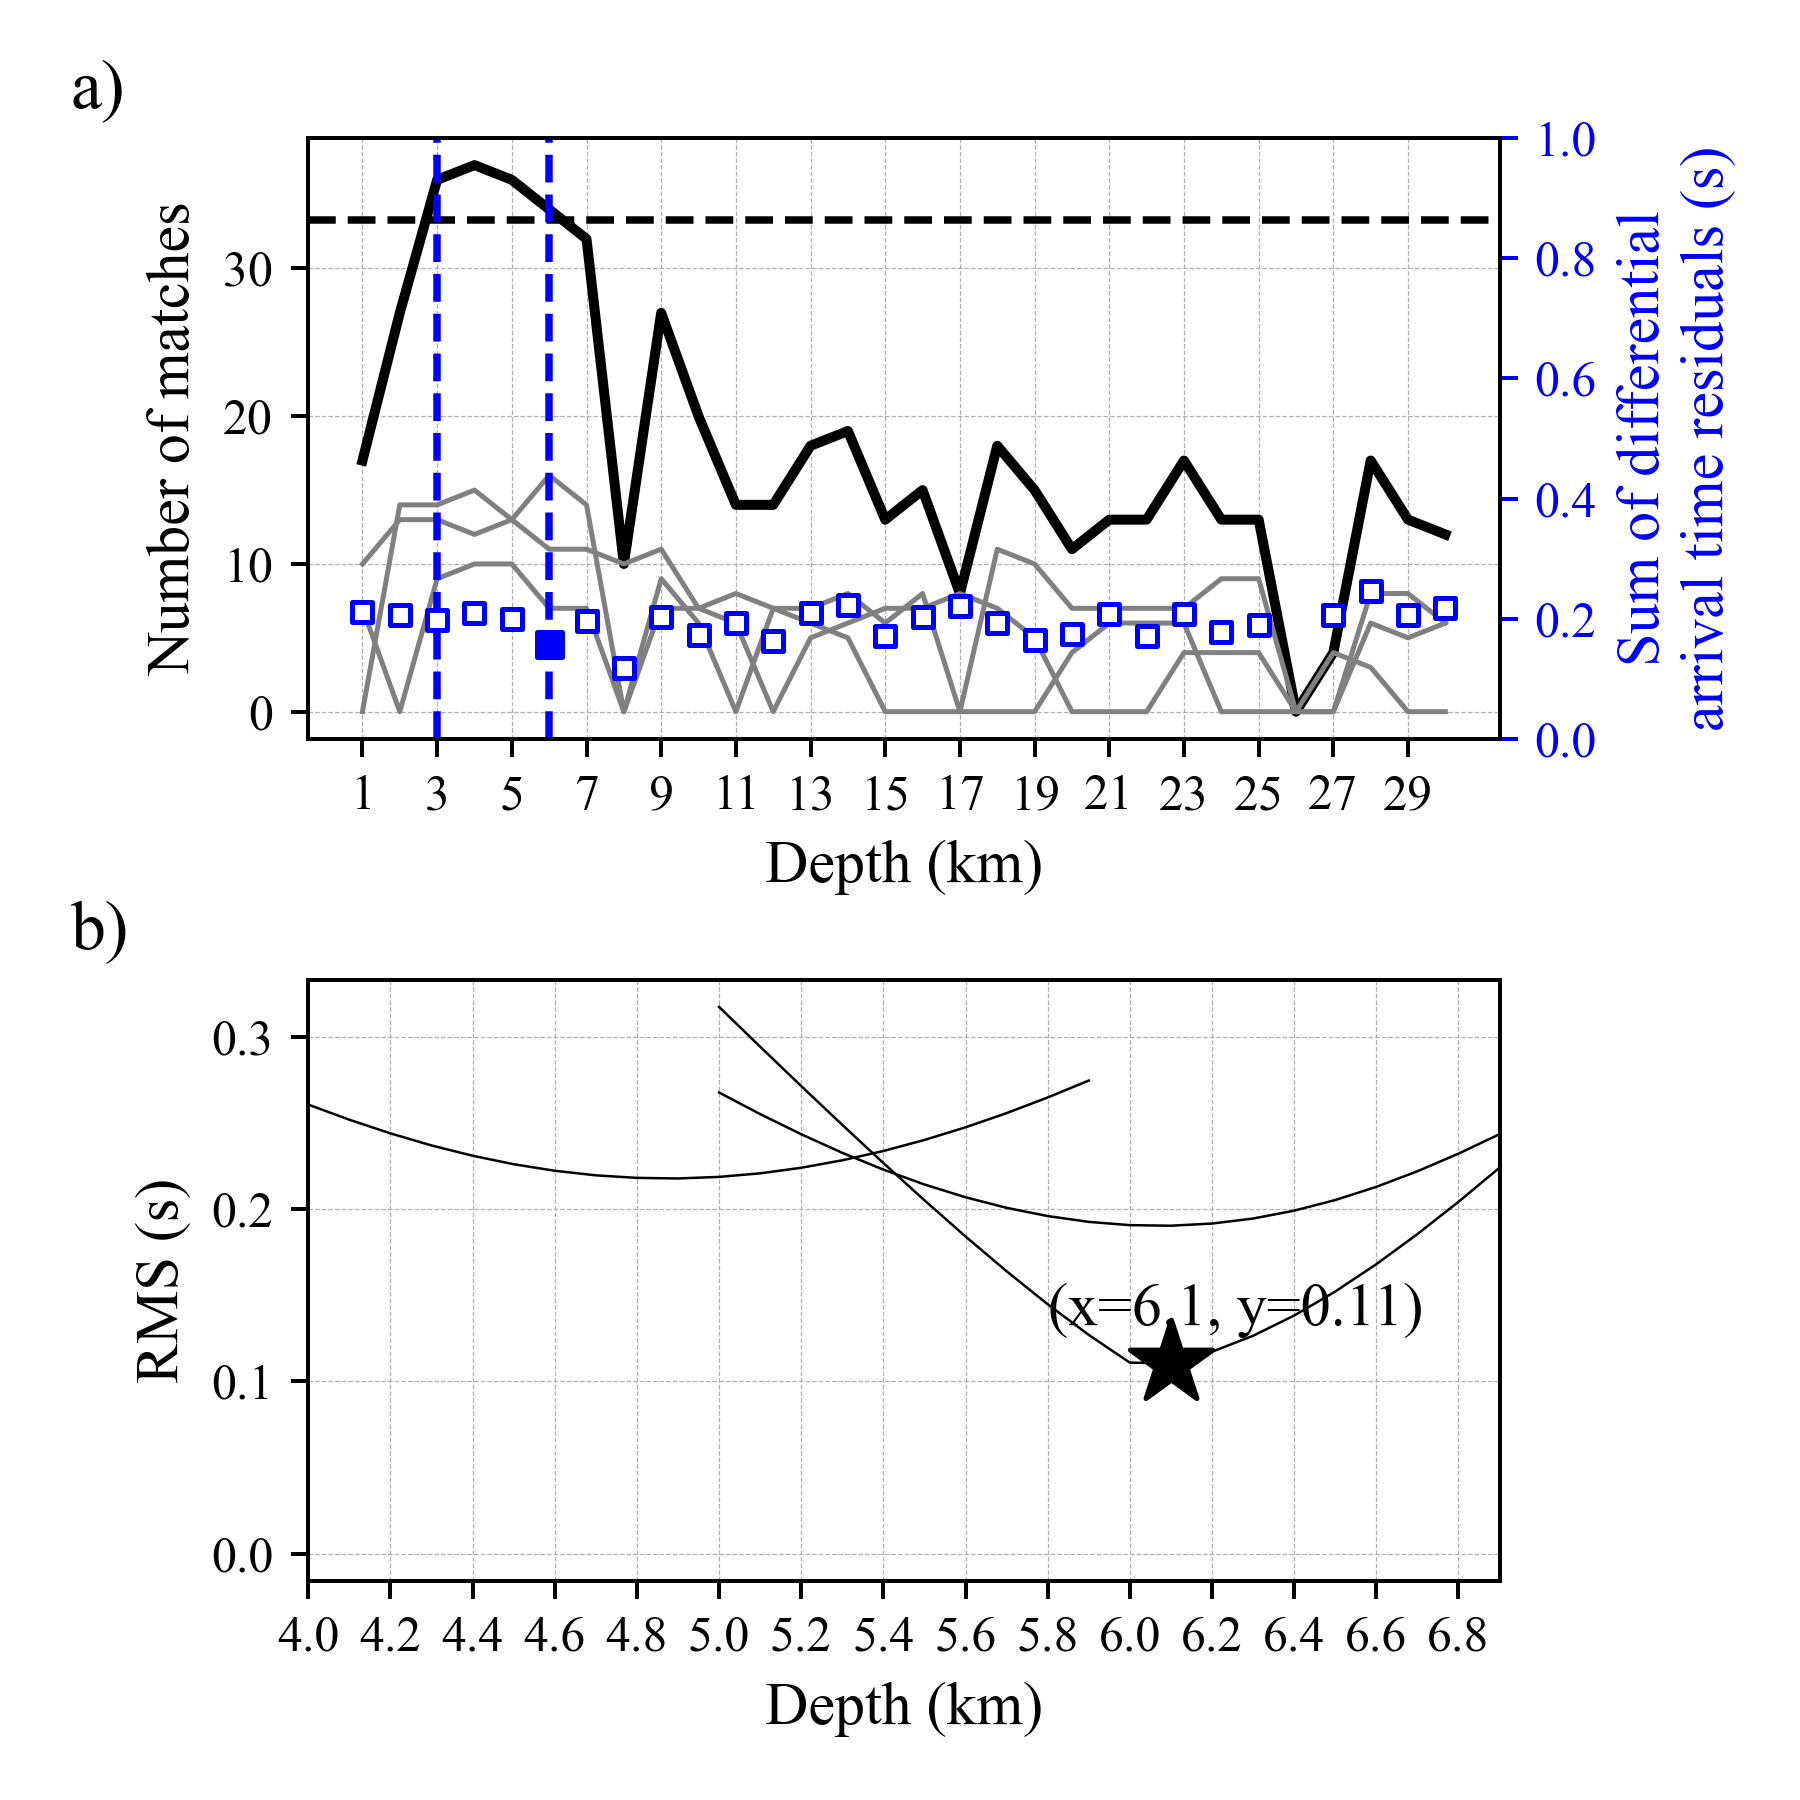 a)
Number of matches
30
20
10
0
1.0
0.8
0.6
0.4
0.2
0.0
Sum of differential
arrival time residuals (s)
1 3 5 7 9 11 13 15 17 19 21 23 25 27 29
Depth (km)
b)
RMS (s)
0.3
0.2
0.1
0.0
(x=6.1, y=0.11)
4.0 4.2 4.4 4.6 4.8 5.0 5.2 5.4 5.6 5.8 6.0 6.2 6.4 6.6 6.8
Depth (km)